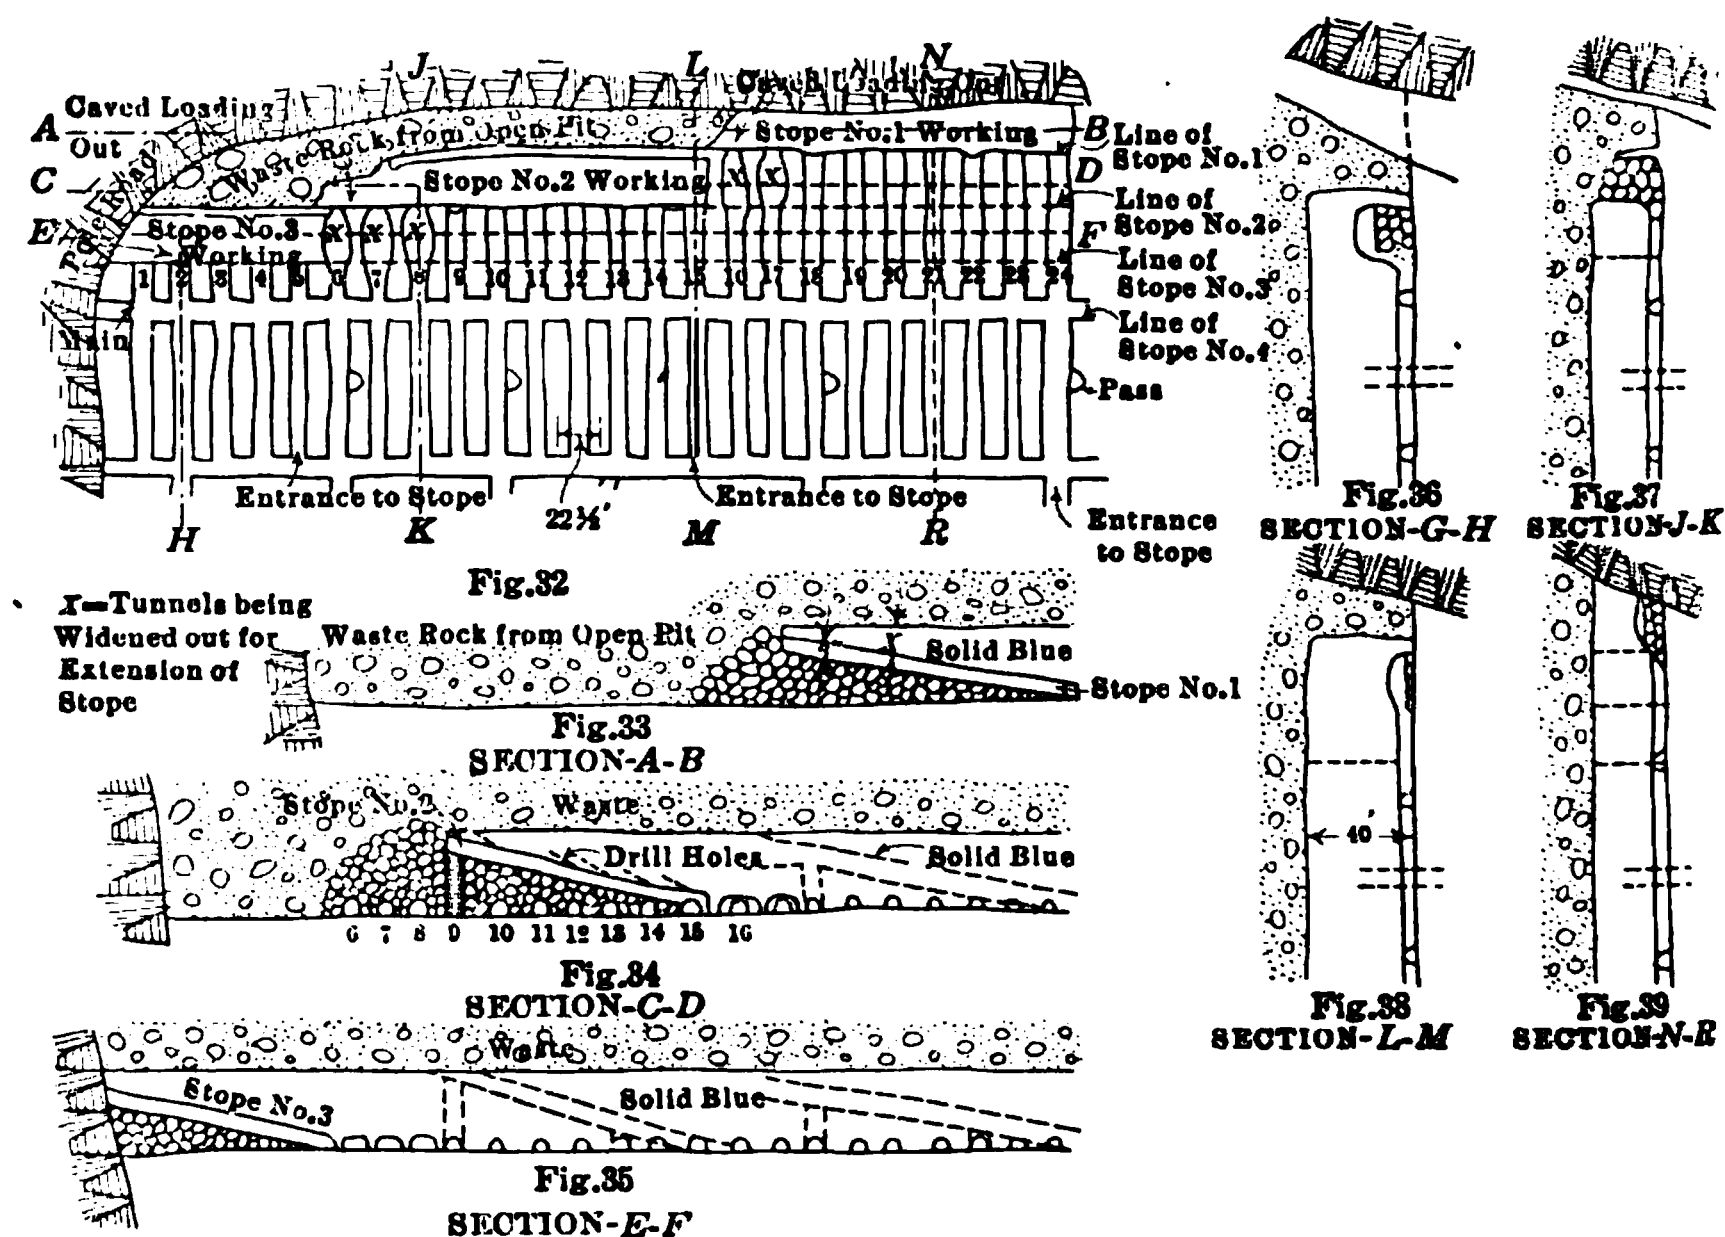 J
L
N
Caved Loading
Caved Loading Out
A
Out
Waste Rock from Open Pit
Stope No.1 Working
B
Line of
Stope No.1
C
Stope No.2 Working
X
X
D
Line of
Stope No.2
E
Stope No.3
Working
X
X
X
F
Line of
Stope No.3
1 2 3 4 5 6 7 8 9 10 11 12 13 14 15 16 17 18 19 20 21 22 23 24
Main
Line of
Stope No.4
Pass
Entrance to Stope
22½'
Entrance to Stope
Entrance
to Stope
H
K
M
R
Fig.32
X=Tunnels being
Widened out for
Extension of
Stope
Waste Rock from Open Pit
Solid Blue
Stope No.1
Fig.33
SECTION-A-B
Stope No.2
Waste
Drill Holes
Solid Blue
6 7 8 9 10 11 12 13 14 15 16
Fig.34
SECTION-C-D
Waste
Stope No.3
Solid Blue
Fig.35
SECTION-E-F
Fig.36
SECTION-G-H
Fig.37
SECTION-J-K
40'
Fig.38
SECTION-L-M
Fig.39
SECTION-N-R